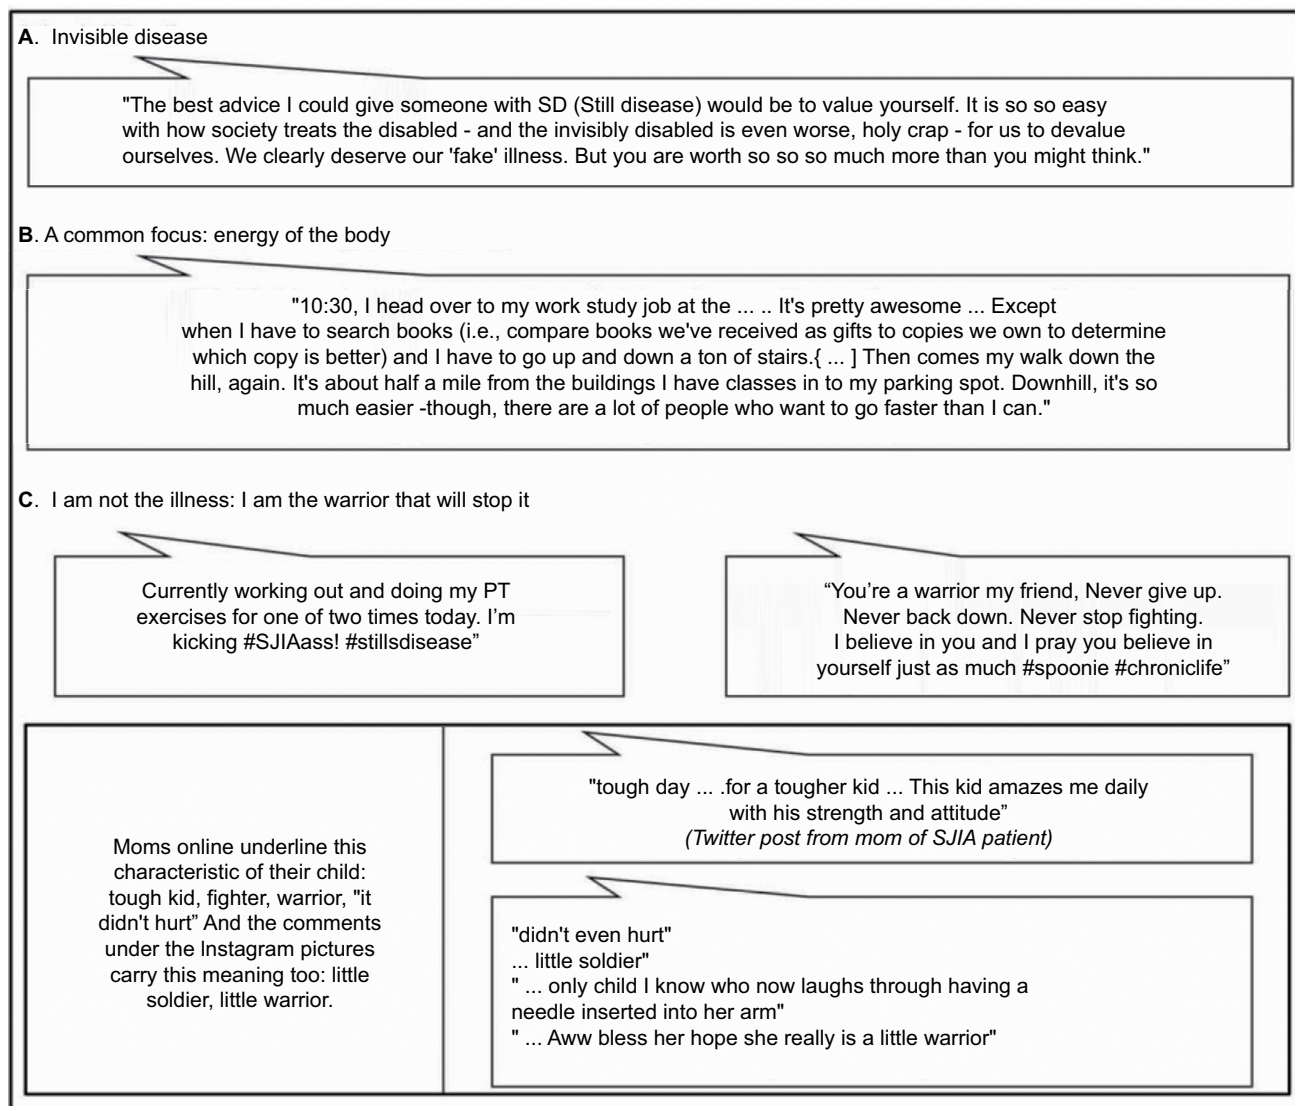 A. Invisible disease
"The best advice I could give someone with SD (Still disease) would be to value yourself. It is so so easy
with how society treats the disabled - and the invisibly disabled is even worse, holy crap - for us to devalue
ourselves. We clearly deserve our 'fake' illness. But you are worth so so so much more than you might think."
B. A common focus: energy of the body
"10:30, I head over to my work study job at the ... .. It's pretty awesome ... Except
when I have to search books (i.e., compare books we've received as gifts to copies we own to determine
which copy is better) and I have to go up and down a ton of stairs.{ ... ] Then comes my walk down the
hill, again. It's about half a mile from the buildings I have classes in to my parking spot. Downhill, it's so
much easier -though, there are a lot of people who want to go faster than I can."
C. I am not the illness: I am the warrior that will stop it
Currently working out and doing my PT
exercises for one of two times today. I'm
kicking #SJIAass! #stillsdisease”
“You’re a warrior my friend, Never give up.
Never back down. Never stop fighting.
I believe in you and I pray you believe in
yourself just as much #spoonie #chroniclife”
Moms online underline this
characteristic of their child:
tough kid, fighter, warrior, "it
didn't hurt” And the comments
under the Instagram pictures
carry this meaning too: little
soldier, little warrior.
"tough day ... .for a tougher kid ... This kid amazes me daily
with his strength and attitude”
(Twitter post from mom of SJIA patient)
"didn't even hurt"
... little soldier"
" ... only child I know who now laughs through having a
needle inserted into her arm"
" ... Aww bless her hope she really is a little warrior"